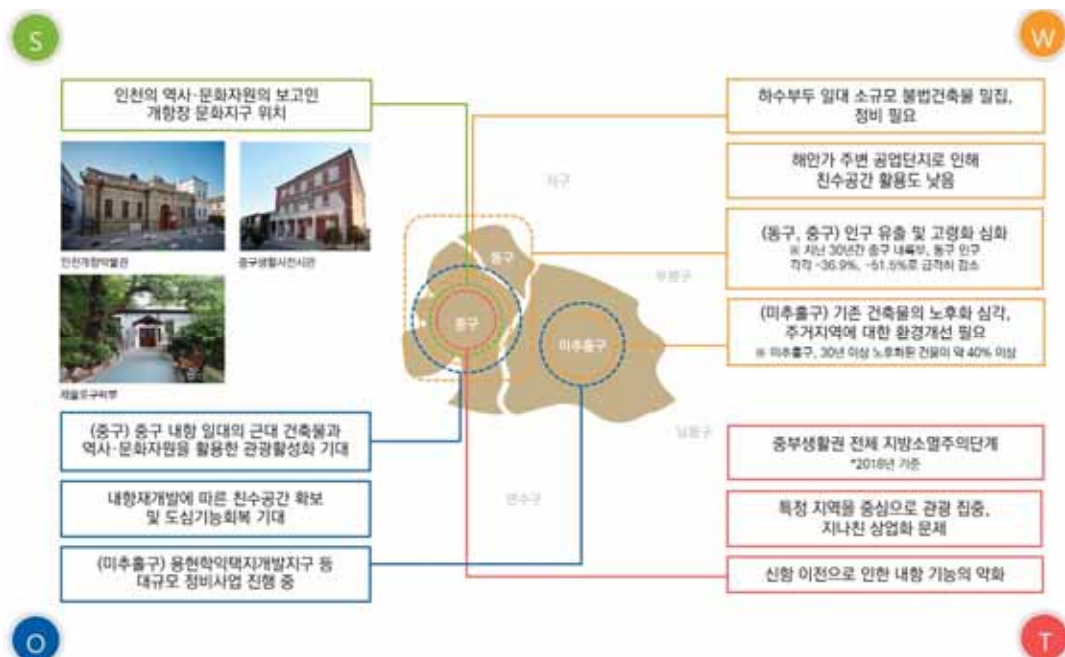 S
W
인천의 역사·문화자원의 보고인
개항장 문화지구 위치
인천개항박물관
중구생활사전시관
제물포구락부
하수부두 일대 소규모 불법건축물 밀집,
정비 필요
해안가 주변 공업단지로 인해
친수공간 활용도 낮음
(동구, 중구) 인구 유출 및 고령화 심화
※ 지난 30년간 중구 내륙부, 동구 인구
각각 -36.9%, -51.5%로 급격히 감소
(미추홀구) 기존 건축물의 노후화 심각,
주거지역에 대한 환경개선 필요
※ 미추홀구, 30년 이상 노후화된 건물이 약 40% 이상
서구
동구
부평구
중구
미추홀구
남동구
연수구
(중구) 중구 내항 일대의 근대 건축물과
역사·문화자원을 활용한 관광활성화 기대
내항재개발에 따른 친수공간 확보
및 도심기능회복 기대
(미추홀구) 용현학익택지개발지구 등
대규모 정비사업 진행 중
중부생활권 전체 지방소멸주의단계
*2018년 기준
특정 지역을 중심으로 관광 집중,
지나친 상업화 문제
신항 이전으로 인한 내항 기능의 약화
O
T